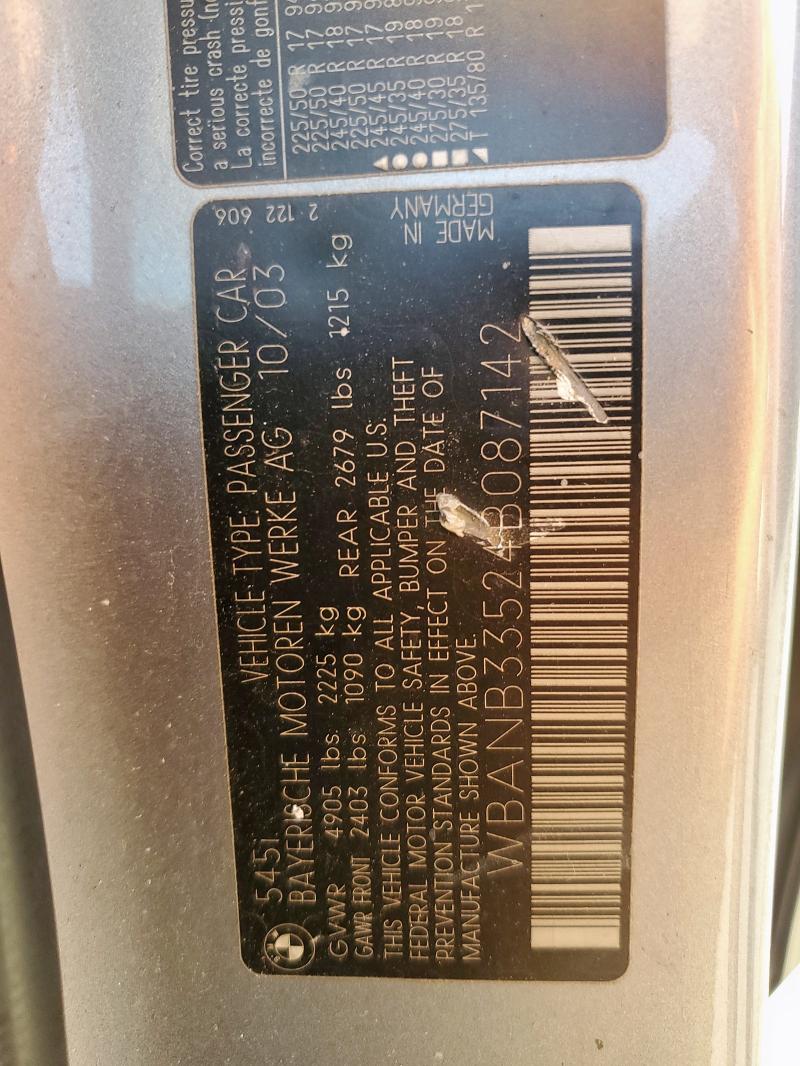 545i VEHICLE TYPE PASSENGER CAR
BAYERISCHE MOTOREN WERKE AG 10/03
GVWR 4905 lbs 2225 kg
GAWR FRONT 2403 lbs 1090 kg REAR 2679 lbs 1215 kg
THIS VEHICLE CONFORMS TO ALL APPLICABLE U.S.
FEDERAL MOTOR VEHICLE SAFETY, BUMPER AND THEFT
PREVENTION STANDARDS IN EFFECT ON THE DATE OF
MANUFACTURE SHOWN ABOVE.
WBANB33524B087142
2 122 606
MADE IN
GERMANY
Correct tire pressu
a serious crash (no
La correcte pressi
incorrecte de gonf
225/50 R 17
225/50 R 17
245/40 R 18
225/50 R 17
245/45 R 17
245/35 R 19
245/40 R 18
275/30 R 19
275/35 R 18
T 135/80 R